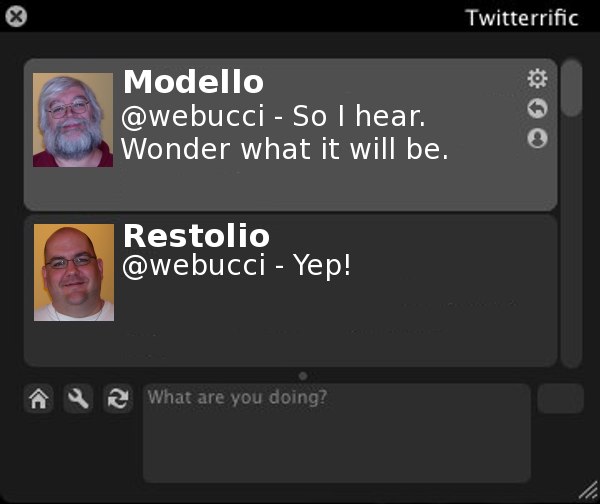 Twitterrific
Modello
@webucci - So I hear.
Wonder what it will be.
Restolio
@webucci - Yep!
What are you doing?